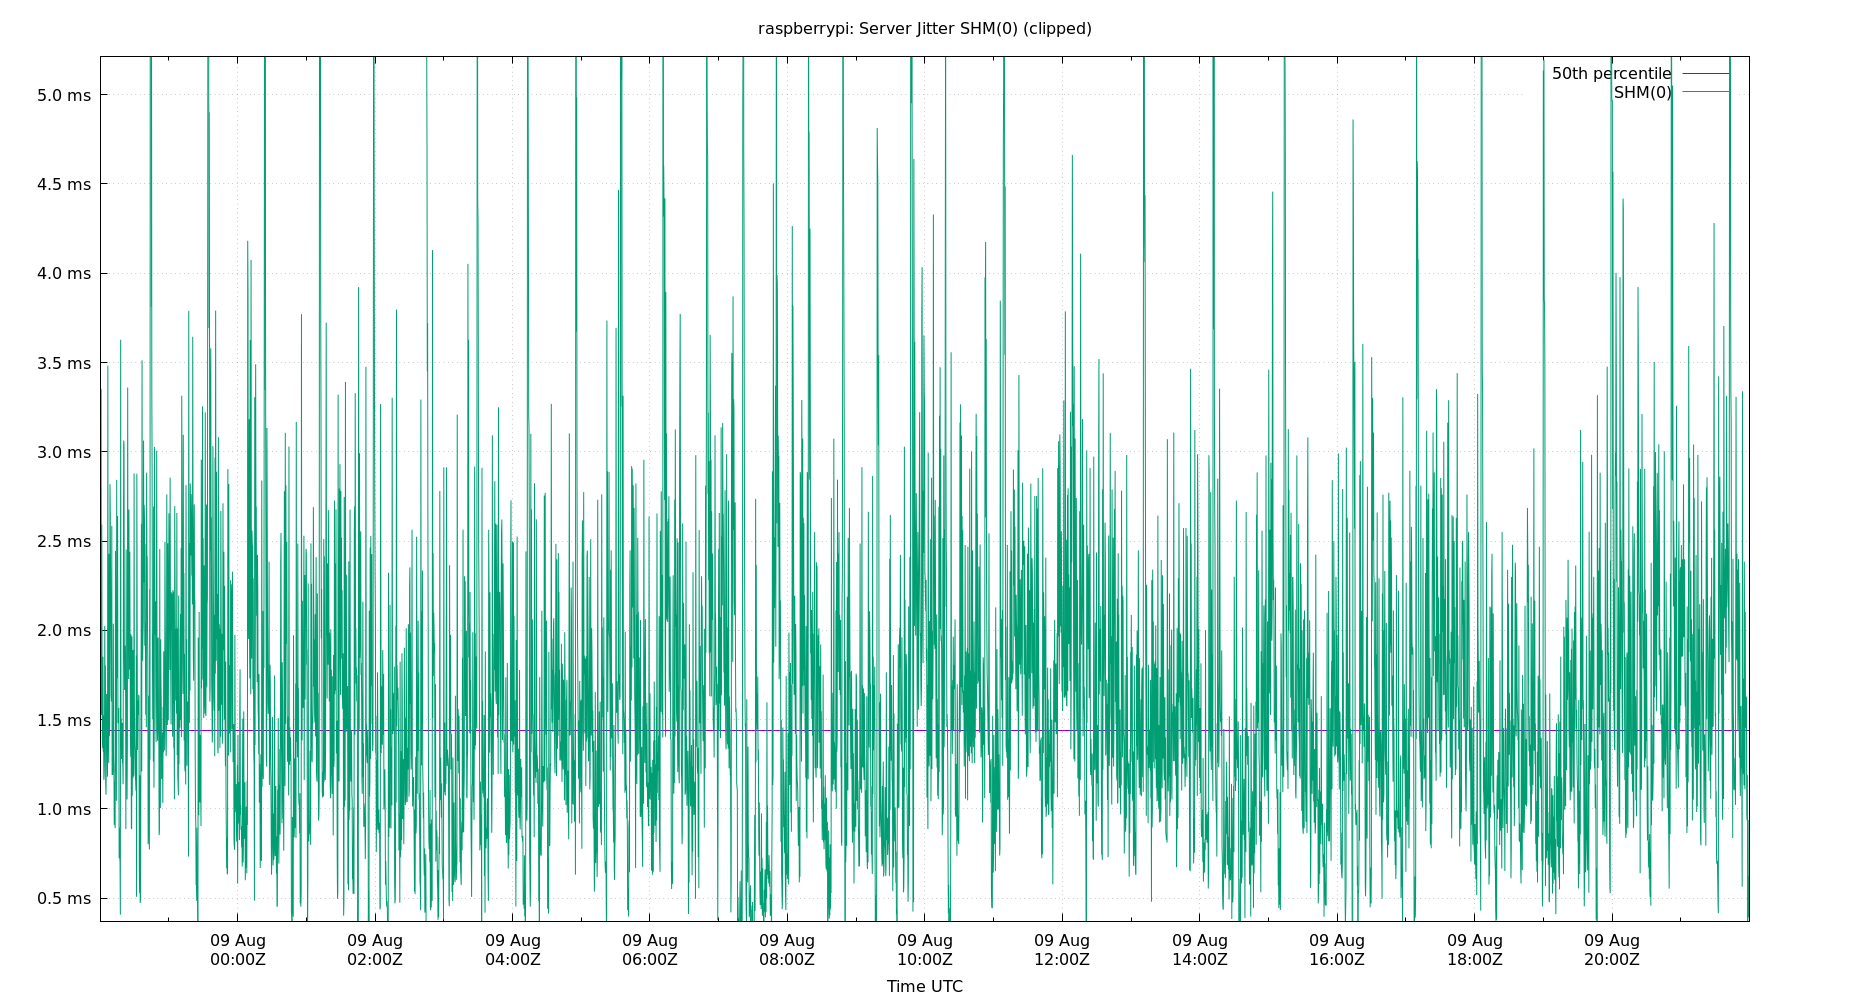 raspberrypi: Server Jitter SHM(0) (clipped)
50th percentile
SHM(0)
5.0 ms
4.5 ms
4.0 ms
3.5 ms
3.0 ms
2.5 ms
2.0 ms
1.5 ms
1.0 ms
0.5 ms
09 Aug 09 Aug 09 Aug 09 Aug 09 Aug 09 Aug 09 Aug 09 Aug 09 Aug 09 Aug 09 Aug
00:00Z 02:00Z 04:00Z 06:00Z 08:00Z 10:00Z 12:00Z 14:00Z 16:00Z 18:00Z 20:00Z
Time UTC